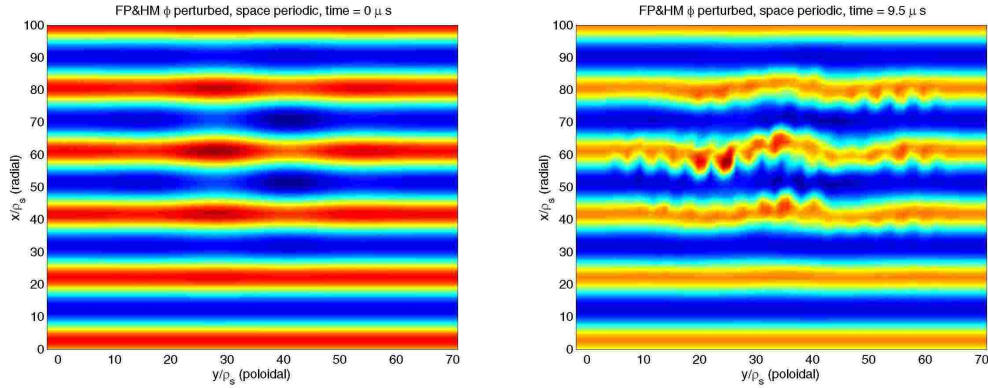 FP&HM ϕ perturbed, space periodic, time = 0 μ s
100
90
80
70
60
50
40
30
20
10
0
x/ρs (radial)
0 10 20 30 40 50 60 70
y/ρs (poloidal)
FP&HM ϕ perturbed, space periodic, time = 9.5 μ s
100
90
80
70
60
50
40
30
20
10
0
x/ρs (radial)
0 10 20 30 40 50 60 70
y/ρs (poloidal)